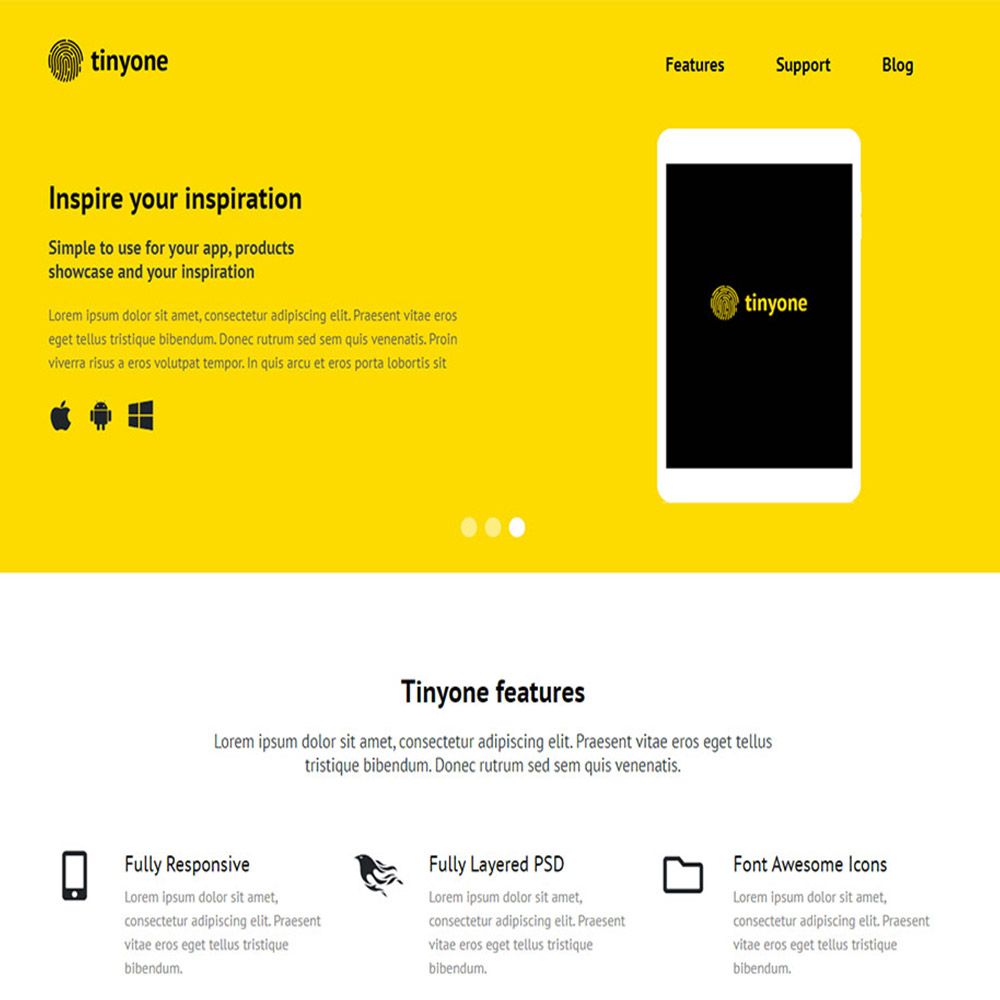 tinyone
Features Support Blog
Inspire your inspiration
Simple to use for your app, products
showcase and your inspiration
Lorem ipsum dolor sit amet, consectetur adipiscing elit. Praesent vitae eros
eget tellus tristique bibendum. Donec rutrum sed sem quis venenatis. Proin
viverra risus a eros volutpat tempor. In quis arcu et eros porta lobortis sit
tinyone
Tinyone features
Lorem ipsum dolor sit amet, consectetur adipiscing elit. Praesent vitae eros eget tellus
tristique bibendum. Donec rutrum sed sem quis venenatis.
Fully Responsive
Lorem ipsum dolor sit amet,
consectetur adipiscing elit. Praesent
vitae eros eget tellus tristique
bibendum.
Fully Layered PSD
Lorem ipsum dolor sit amet,
consectetur adipiscing elit. Praesent
vitae eros eget tellus tristique
bibendum.
Font Awesome Icons
Lorem ipsum dolor sit amet,
consectetur adipiscing elit. Praesent
vitae eros eget tellus tristique
bibendum.